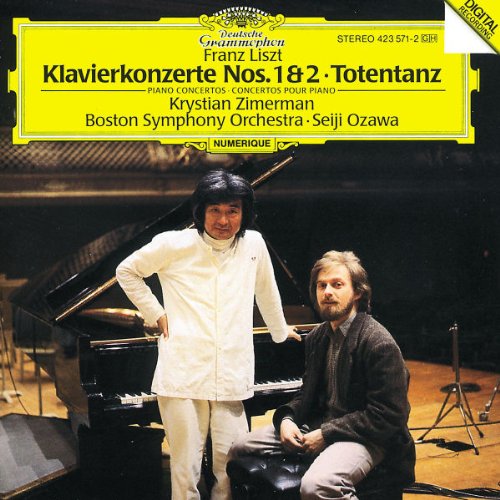 Deutsche
Grammophon
STEREO 423 571-2 GH
Franz Liszt
Klavierkonzerte Nos. 1 & 2 · Totentanz
PIANO CONCERTOS · CONCERTOS POUR PIANO
Krystian Zimerman
Boston Symphony Orchestra · Seiji Ozawa
NUMERIQUE
DIGITAL
RECORDING